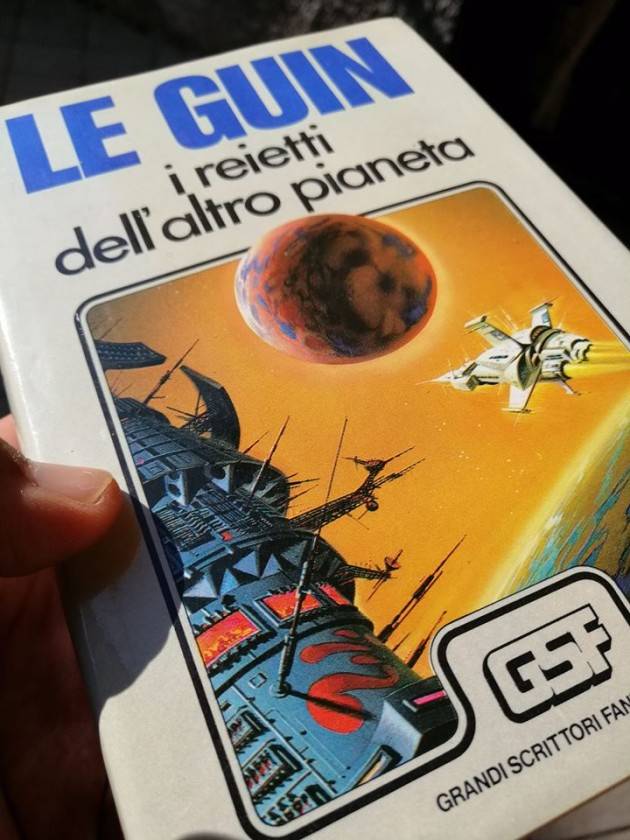 LE GUIN
i reietti
dell'altro pianeta
GSF
GRANDI SCRITTORI